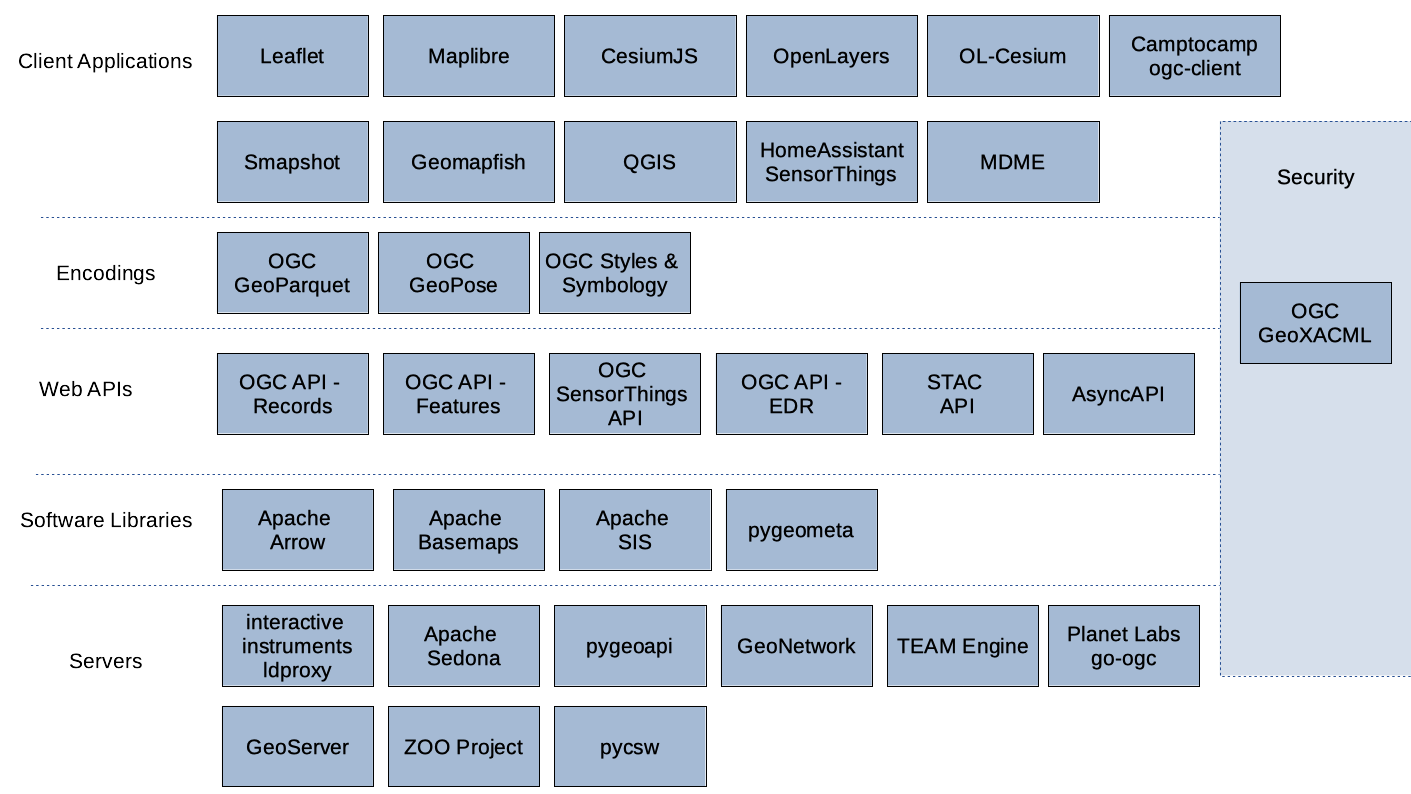 Client Applications
Leaflet
Maplibre
CesiumJS
OpenLayers
OL-Cesium
Camptocamp
ogc-client
Smapshot
Geomapfish
QGIS
HomeAssistant
SensorThings
MDME
Security
Encodings
OGC
GeoParquet
OGC
GeoPose
OGC Styles &
Symbology
OGC
GeoXACML
Web APIs
OGC API -
Records
OGC API -
Features
OGC
SensorThings
API
OGC API -
EDR
STAC
API
AsyncAPI
Software Libraries
Apache
Arrow
Apache
Basemaps
Apache
SIS
pygeometa
Servers
interactive
instruments
ldproxy
Apache
Sedona
pygeoapi
GeoNetwork
TEAM Engine
Planet Labs
go-ogc
GeoServer
ZOO Project
pycsw